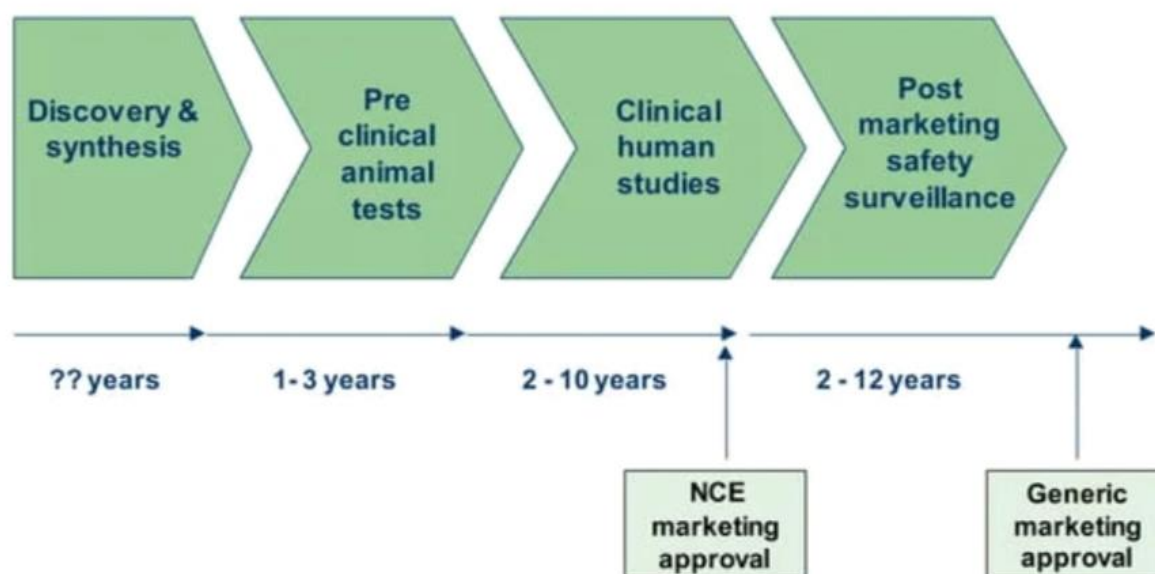 Discovery &
synthesis
Pre
clinical
animal
tests
Clinical
human
studies
Post
marketing
safety
surveillance
?? years
1- 3 years
2 - 10 years
2 - 12 years
NCE
marketing
approval
Generic
marketing
approval